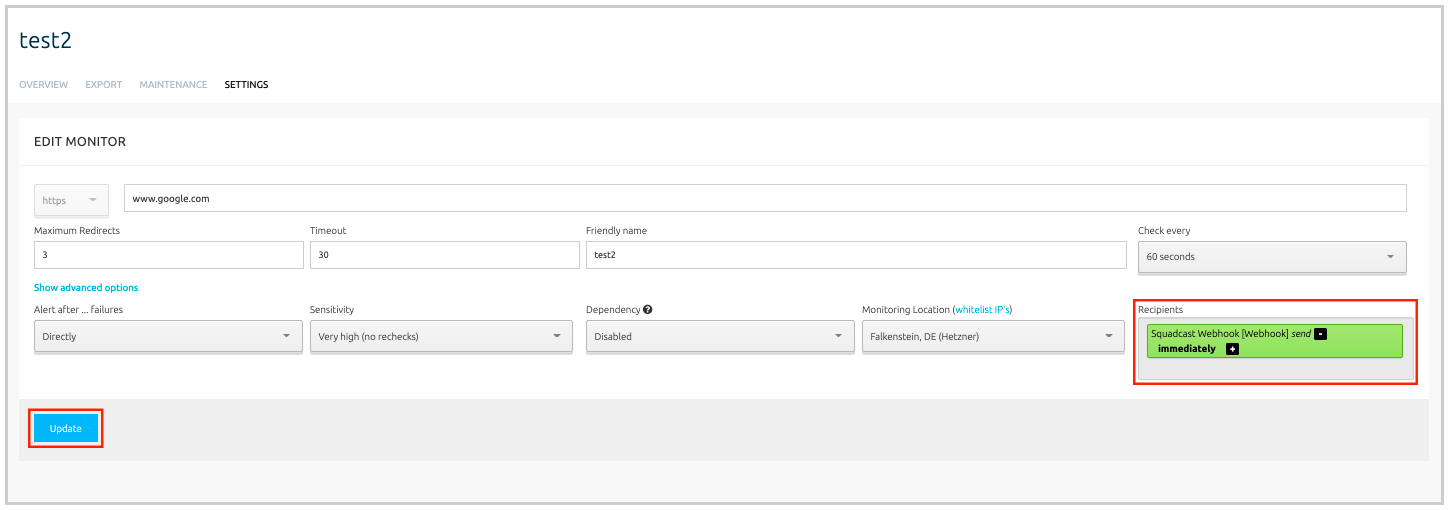 test2
OVERVIEW EXPORT MAINTENANCE SETTINGS
EDIT MONITOR
https www.google.com
Maximum Redirects Timeout Friendly name Check every
3 30 test2 60 seconds
Show advanced options
Alert after ... failures Sensitivity Dependency ? Monitoring Location (whitelist IP's) Recipients
Directly Very high (no rechecks) Disabled Falkenstein, DE (Hetzner) Squadcast Webhook [Webhook] send -
immediately +
Update